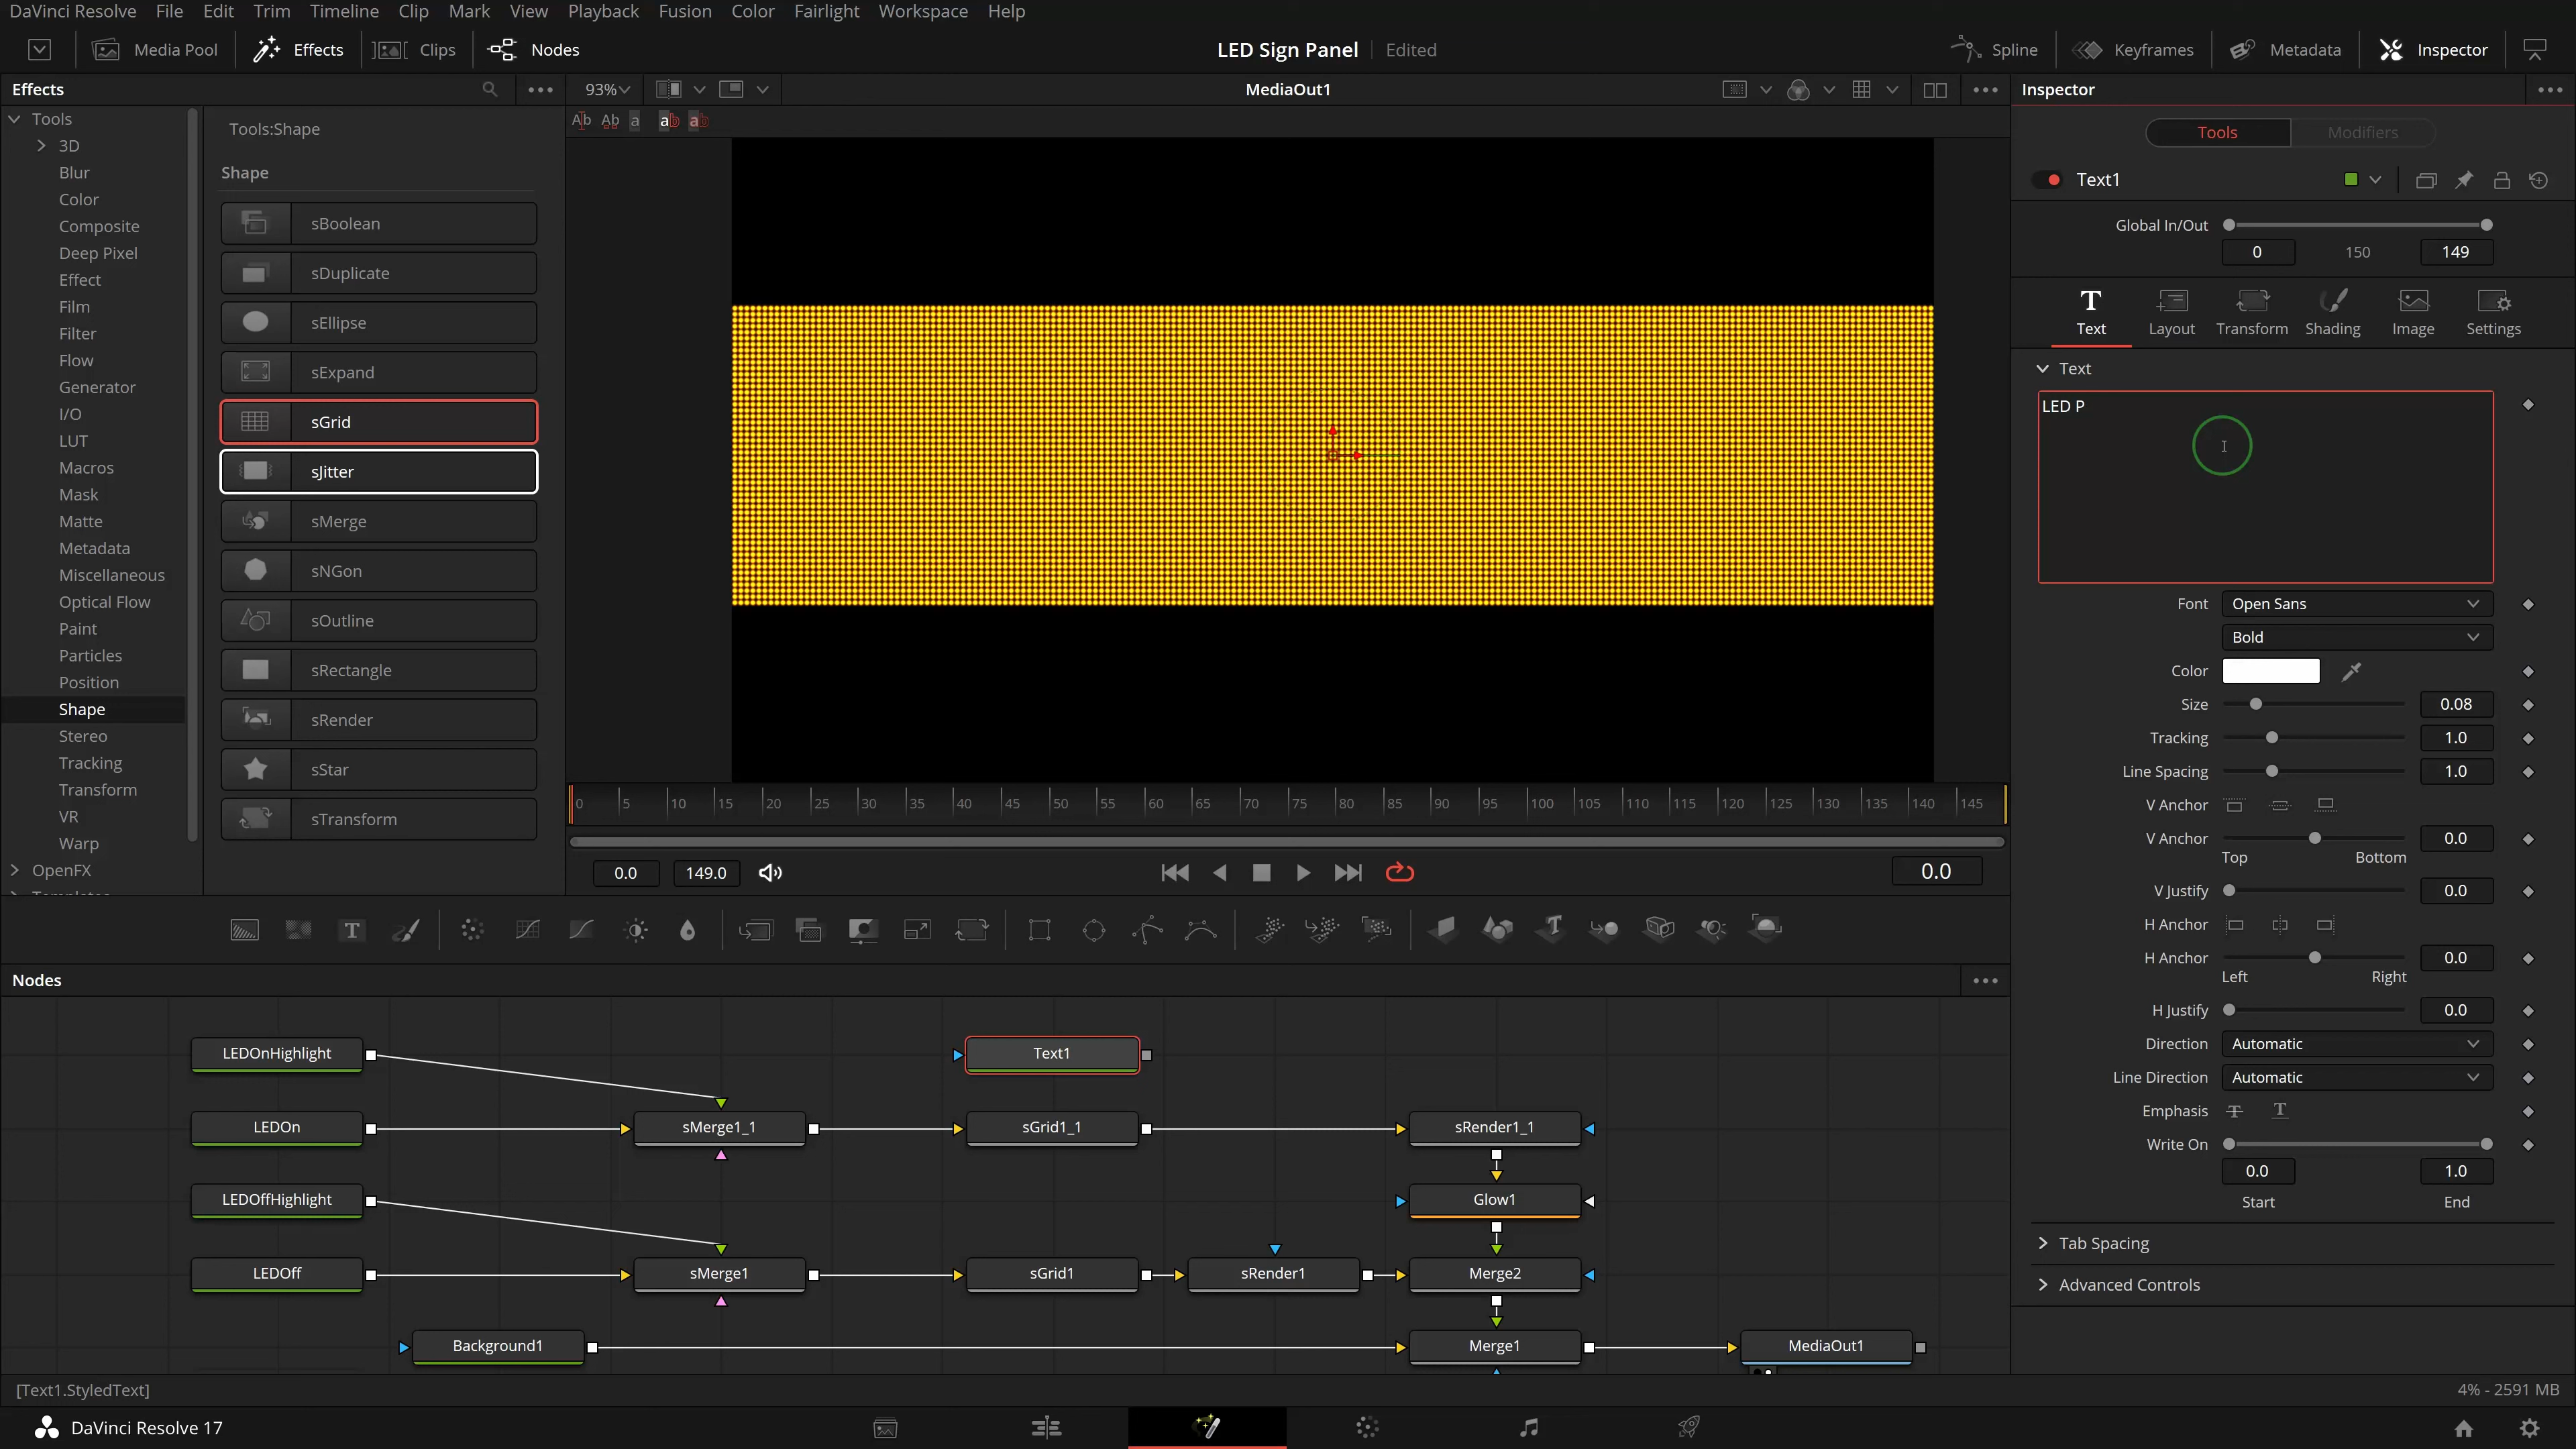 DaVinci Resolve File Edit Trim Timeline Clip Mark View Playback Fusion Color Fairlight Workspace Help
Media Pool Effects Clips Nodes LED Sign Panel Edited Spline Keyframes Metadata Inspector
Effects 93% MediaOut1 Inspector
Tools
3D
Blur
Color
Composite
Deep Pixel
Effect
Film
Filter
Flow
Generator
I/O
LUT
Macros
Mask
Matte
Metadata
Miscellaneous
Optical Flow
Paint
Particles
Position
Shape
Stereo
Tracking
Transform
VR
Warp
OpenFX
Tools:Shape
Shape
sBoolean
sDuplicate
sEllipse
sExpand
sGrid
sJitter
sMerge
sNGon
sOutline
sRectangle
sRender
sStar
sTransform
Ab Ab a ab ab
0 5 10 15 20 25 30 35 40 45 50 55 60 65 70 75 80 85 90 95 100 105 110 115 120 125 130 135 140 145
0.0 149.0 0.0
Tools Modifiers
Text1
Global In/Out
0 150 149
Text Layout Transform Shading Image Settings
Text
LED P
Font Open Sans
Bold
Color
Size 0.08
Tracking 1.0
Line Spacing 1.0
V Anchor
V Anchor 0.0
Top Bottom
V Justify 0.0
H Anchor
H Anchor 0.0
Left Right
H Justify 0.0
Direction Automatic
Line Direction Automatic
Emphasis
Write On
0.0 1.0
Start End
Tab Spacing
Advanced Controls
Nodes
LEDOnHighlight Text1
LEDOn sMerge1_1 sGrid1_1 sRender1_1
LEDOffHighlight Glow1
LEDOff sMerge1 sGrid1 sRender1 Merge2
Background1 Merge1 MediaOut1
[Text1.StyledText] 4% - 2591 MB
DaVinci Resolve 17